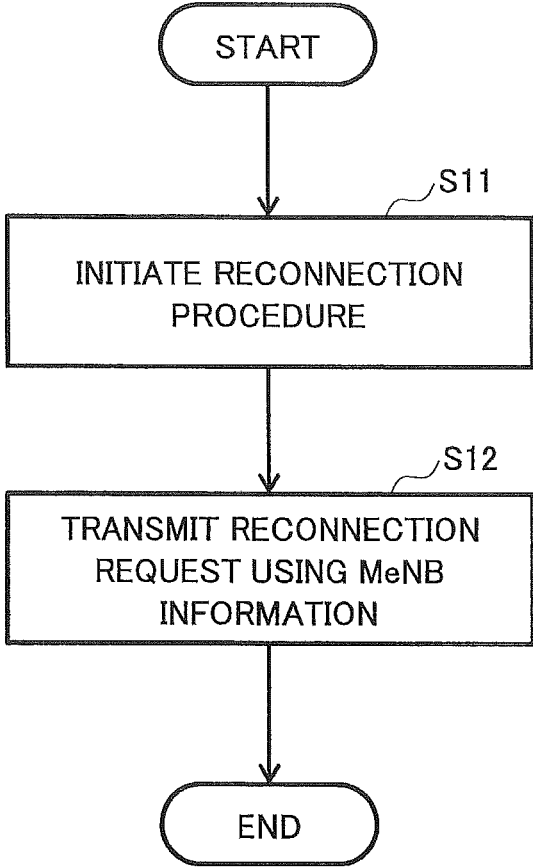 START
S11
INITIATE RECONNECTION
PROCEDURE
S12
TRANSMIT RECONNECTION
REQUEST USING MeNB
INFORMATION
END